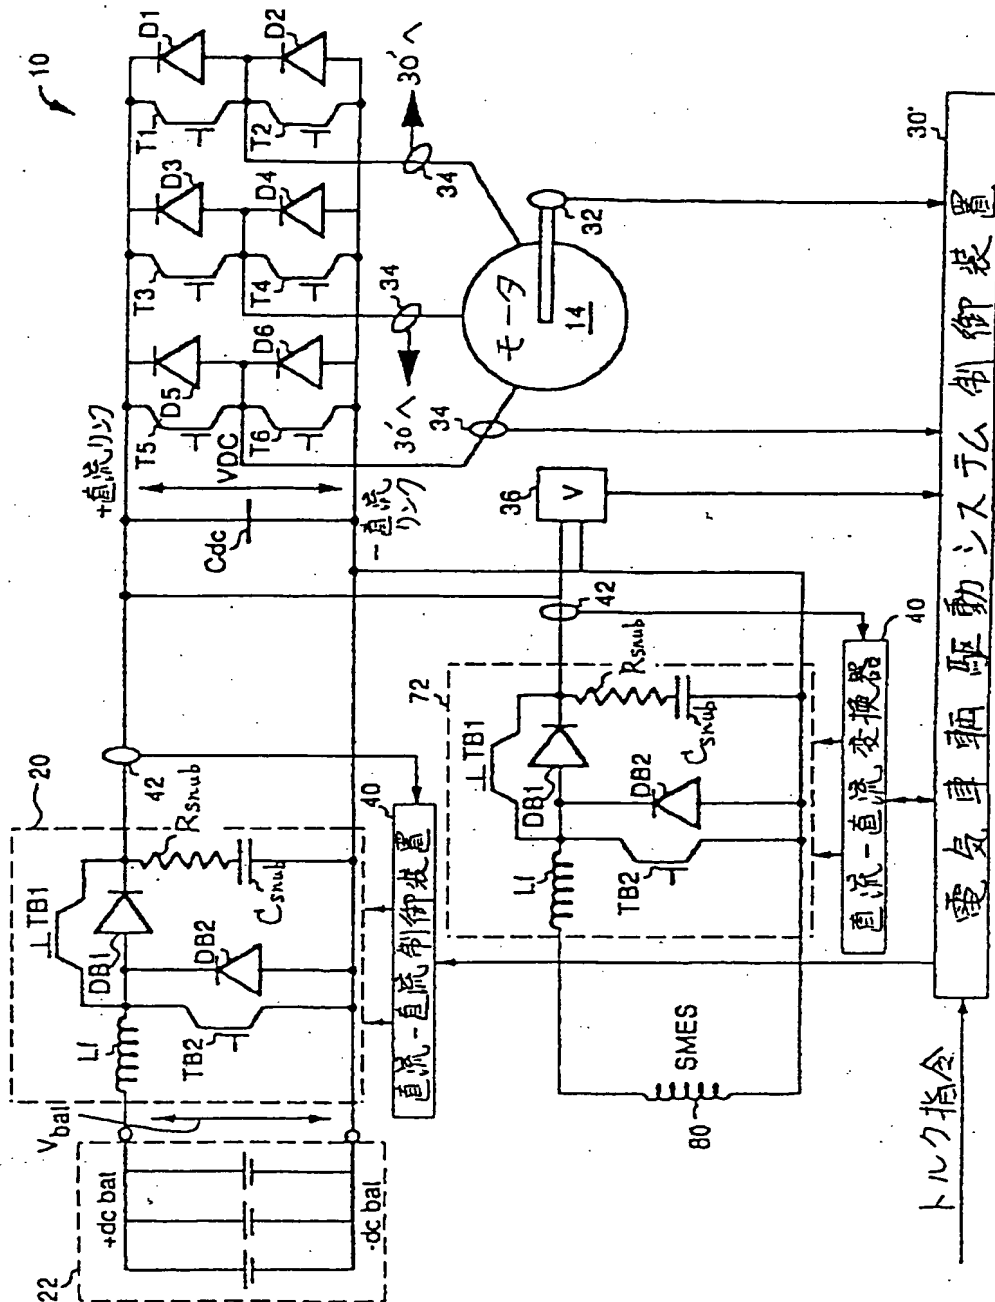 10
+直流リンク
VDC
-直流
リンク
Cdc
T5
D5
T6
D6
T3
D3
T4
D4
T1
D1
T2
D2
34
30'へ
34
30'へ
34
モータ
14
32
36
V
22
+dc bat
-dc bat
Vbat
20
LI
TB1
DB1
TB2
DB2
Rsnub
Csnub
42
40
直流-直流制御装置
72
LI
TB1
DB1
TB2
DB2
Rsnub
Csnub
42
SMES
80
40
直流-直流変換器
30'
電気車輌駆動システム制御装置
トルク指令